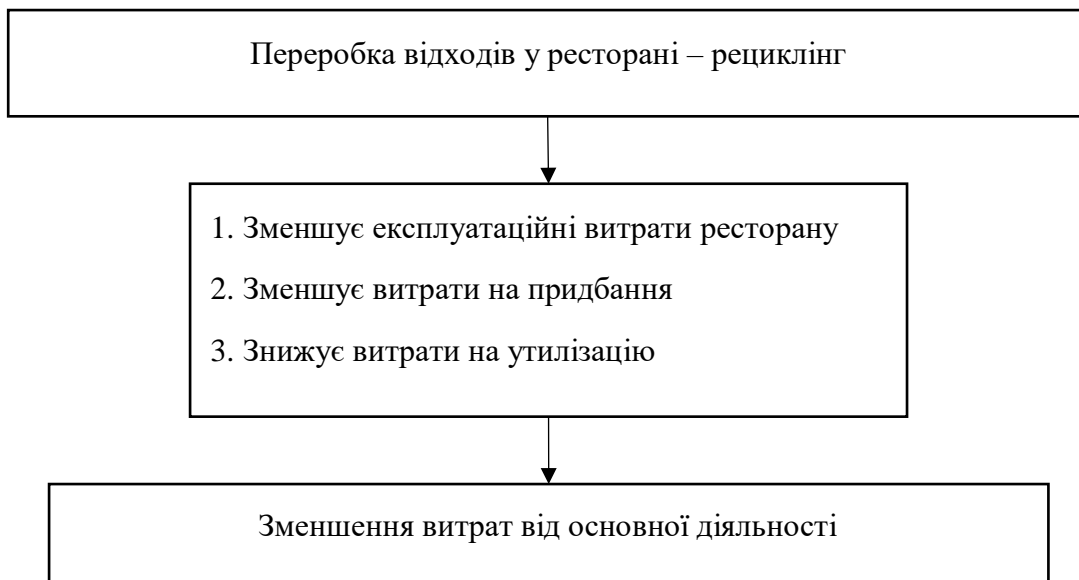 Переробка відходів у ресторані – рециклінг
1. Зменшує експлуатаційні витрати ресторану
2. Зменшує витрати на придбання
3. Знижує витрати на утилізацію
Зменшення витрат від основної діяльності